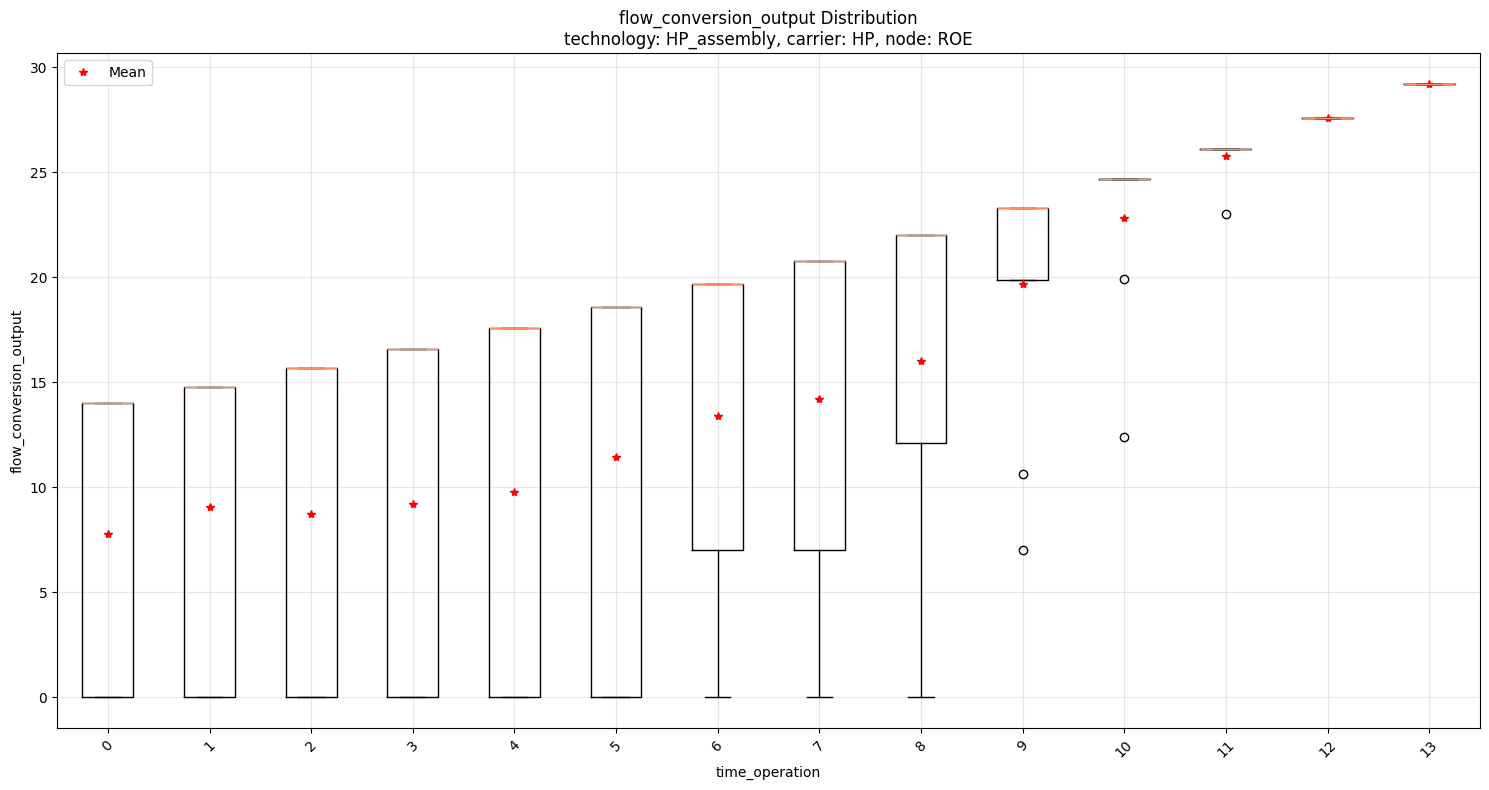 flow_conversion_output Distribution
technology: HP_assembly, carrier: HP, node: ROE
Mean
30
25
20
15
10
5
0
flow_conversion_output
0 1 2 3 4 5 6 7 8 9 10 11 12 13
time_operation